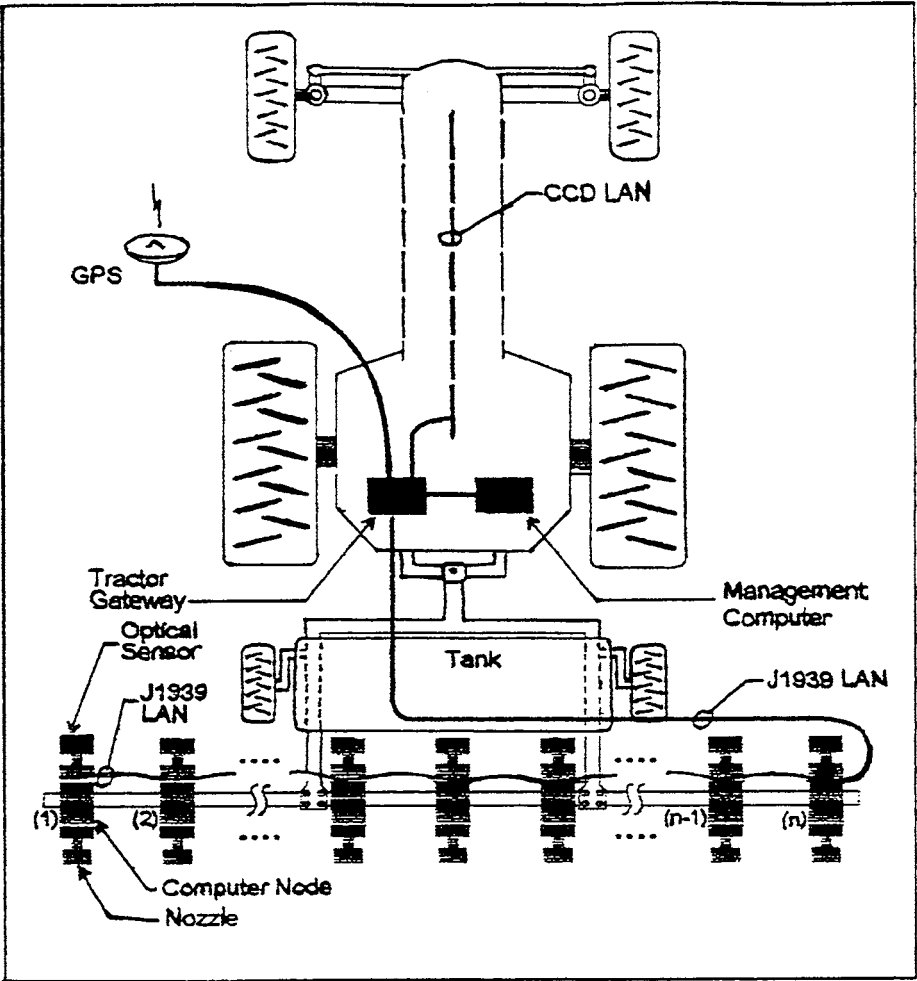 CCD LAN
GPS
Tractor
Gateway
Management
Computer
Optical
Sensor
Tank
J1939 LAN
J1939
LAN
(1)
(2)
(n-1)
(n)
Computer Node
Nozzle